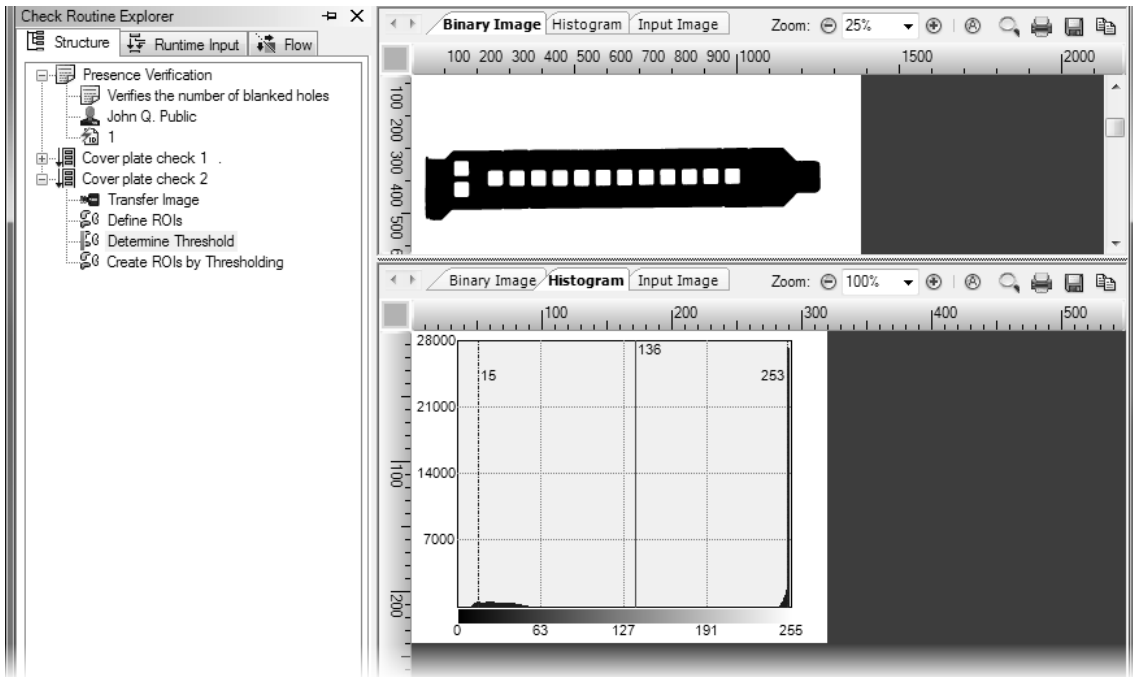 Check Routine Explorer
Structure Runtime Input Flow
Presence Verification
Verifies the number of blanked holes
John Q. Public
1
Cover plate check 1 .
Cover plate check 2
Transfer Image
Define ROIs
Determine Threshold
Create ROIs by Thresholding
Binary Image Histogram Input Image Zoom: 25%
100 200 300 400 500 600 700 800 900 1000 1500 2000
100 200 300 400 500
Binary Image Histogram Input Image Zoom: 100%
100 200 300 400 500
100 200
28000
136
15 253
21000
14000
7000
0 63 127 191 255